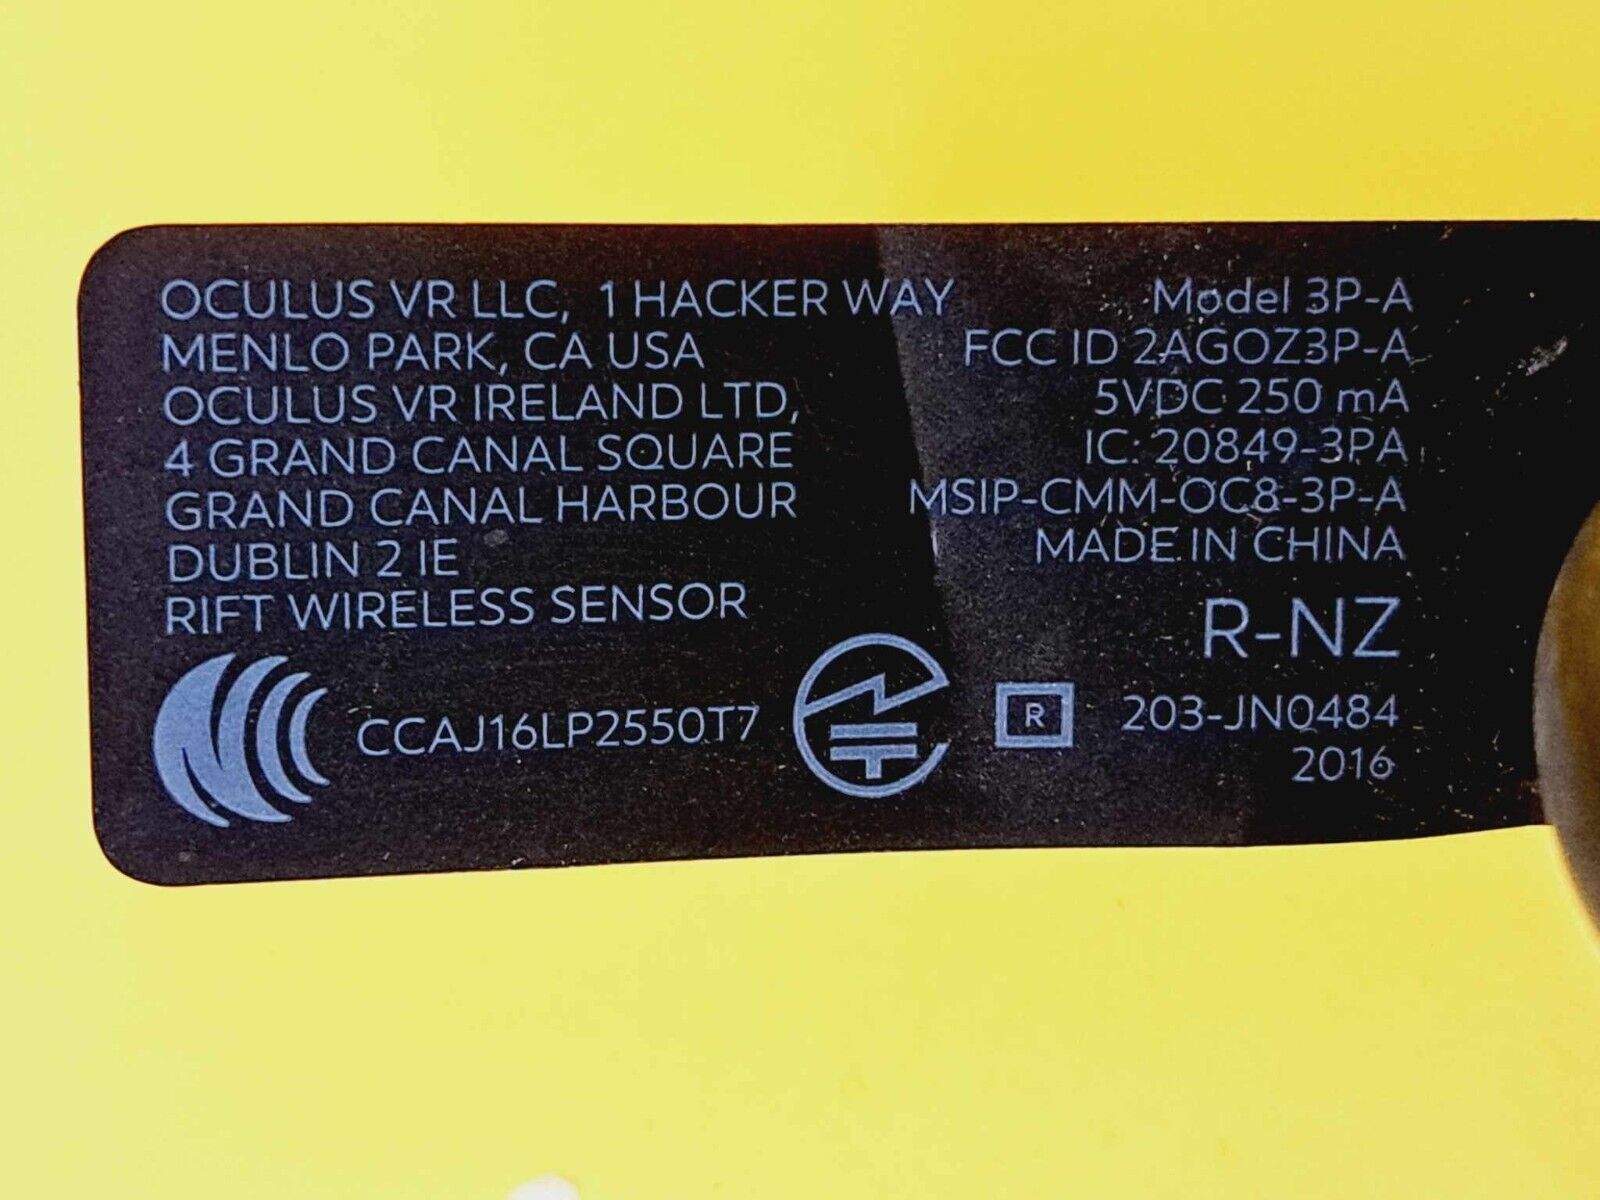 OCULUS VR LLC, 1 HACKER WAY
MENLO PARK, CA USA
OCULUS VR IRELAND LTD,
4 GRAND CANAL SQUARE
GRAND CANAL HARBOUR
DUBLIN 2 IE
RIFT WIRELESS SENSOR
CCAJ16LP2550T7
Model 3P-A
FCC ID 2AGOZ3P-A
5VDC 250 mA
IC: 20849-3PA
MSIP-CMM-OC8-3P-A
MADE IN CHINA
R-NZ
R 203-JN0484
2016